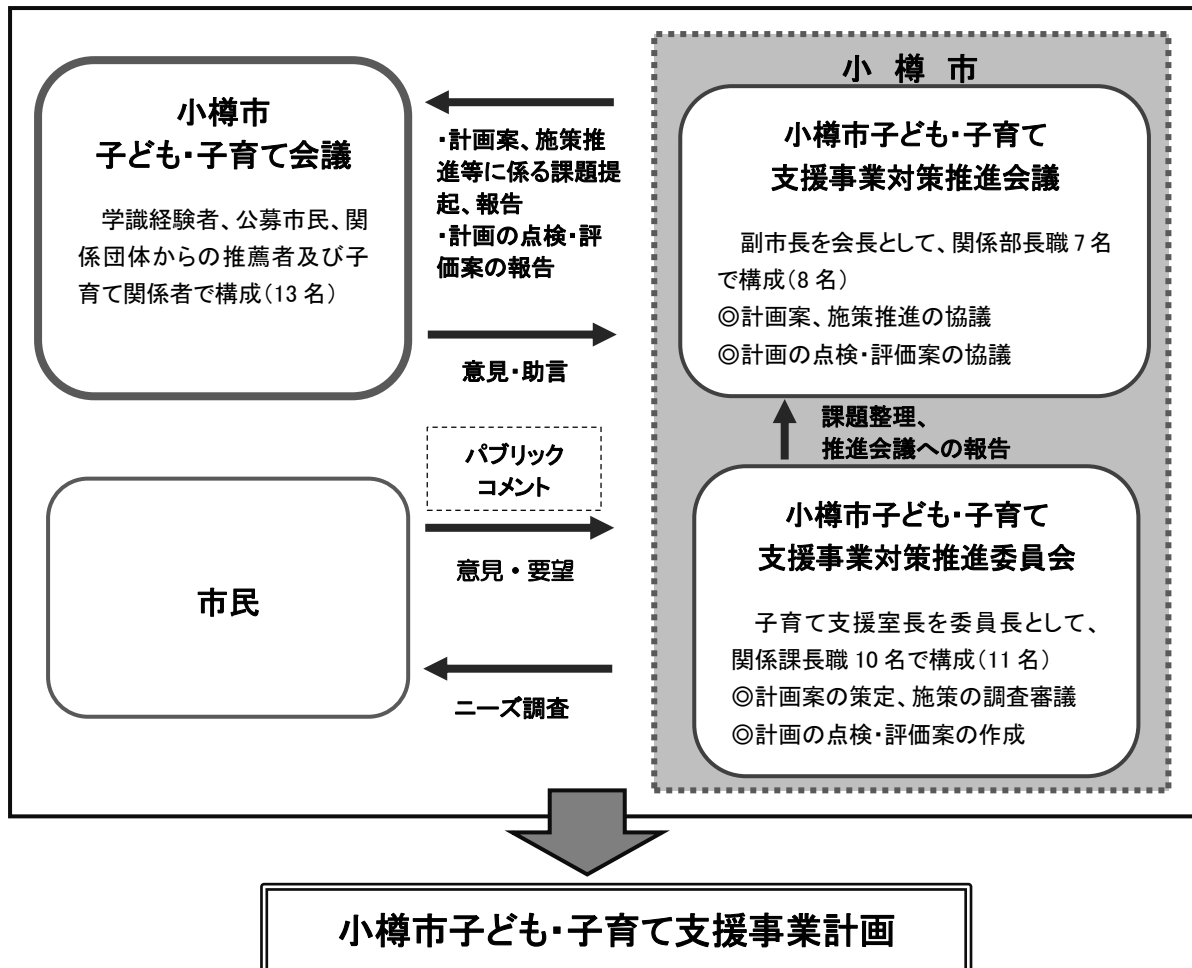 小樽市
子ども・子育て会議
学識経験者、公募市民、関
係団体からの推薦者及び子
育て関係者で構成（13 名）
・計画案、施策推
進等に係る課題提
起、報告
・計画の点検・評
価案の報告
意見・助言
小 樽 市
小樽市子ども・子育て
支援事業対策推進会議
副市長を会長として、関係部長職 7 名
で構成（8 名）
◎計画案、施策推進の協議
◎計画の点検・評価案の協議
課題整理、
推進会議への報告
パブリック
コメント
意見・要望
市民
ニーズ調査
小樽市子ども・子育て
支援事業対策推進委員会
子育て支援室長を委員長として、
関係課長職 10 名で構成（11 名）
◎計画案の策定、施策の調査審議
◎計画の点検・評価案の作成
小樽市子ども・子育て支援事業計画